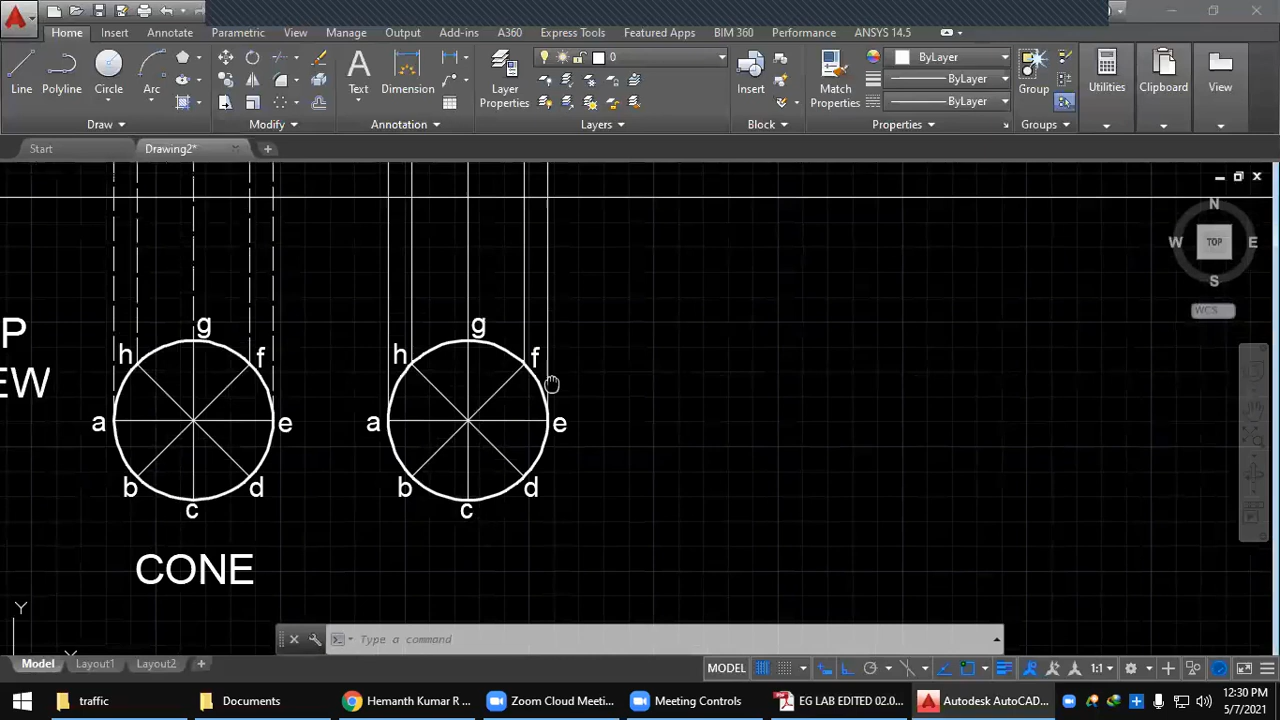 Home Insert Annotate Parametric View Manage Output Add-ins A360 Express Tools Featured Apps BIM 360 Performance ANSYS 14.5
0
ByLayer
ByLayer
ByLayer
Line Polyline Circle Arc Text Dimension Layer Properties Insert Match Properties Group Utilities Clipboard View
Draw Modify Annotation Layers Block Properties Groups
Start Drawing2*
N
W TOP E
S
WCS
P
EW
g g
h f h f
a e a e
b d b d
c c
CONE
Y
Type a command
Model Layout1 Layout2
MODEL 1:1
traffic Documents Hemanth Kumar R ... Zoom Cloud Meeti... Meeting Controls EG LAB EDITED 02.0... Autodesk AutoCAD...
12:30 PM
5/7/2021